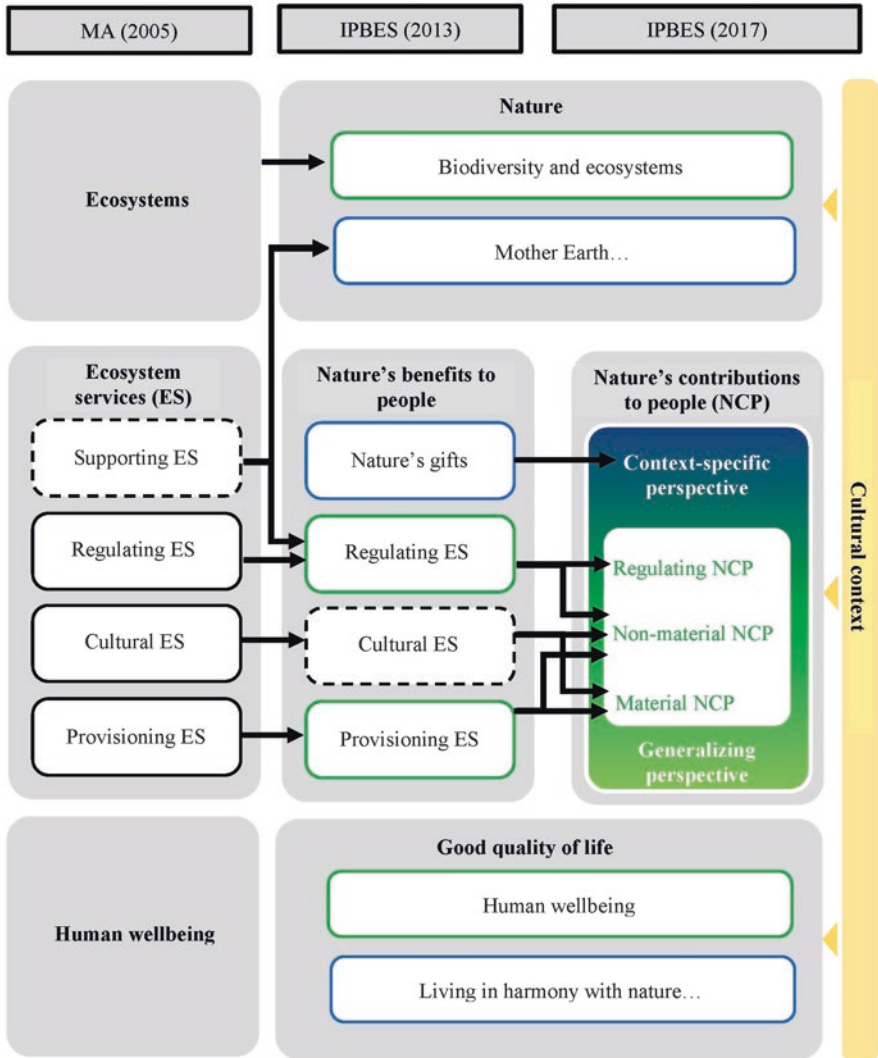 MA (2005)
IPBES (2013)
IPBES (2017)
Ecosystems
Nature
Biodiversity and ecosystems
Mother Earth…
Ecosystem
services (ES)
Supporting ES
Regulating ES
Cultural ES
Provisioning ES
Nature’s benefits to
people
Nature’s gifts
Regulating ES
Cultural ES
Provisioning ES
Nature’s contributions
to people (NCP)
Context-specific
perspective
Regulating NCP
Non-material NCP
Material NCP
Generalizing
perspective
Human wellbeing
Good quality of life
Human wellbeing
Living in harmony with nature…
Cultural context